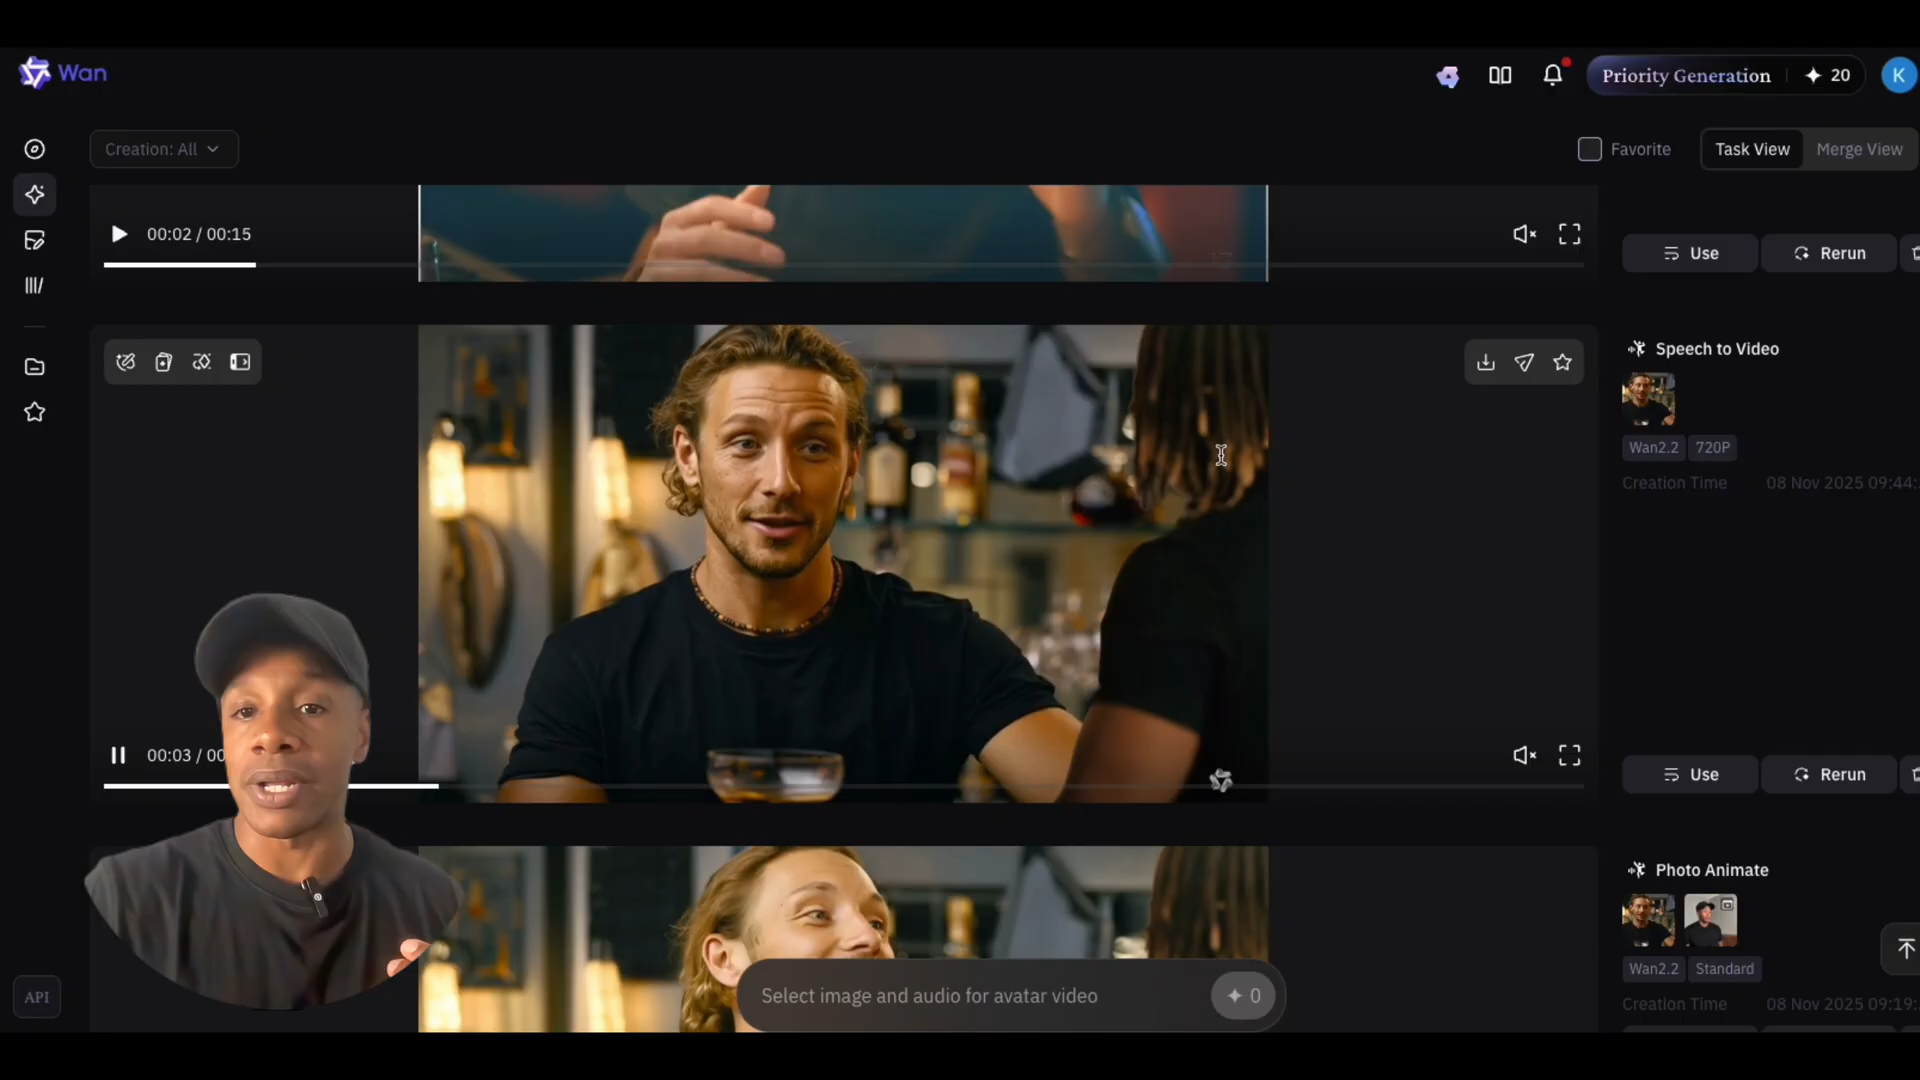 Wan
Priority Generation
20
K
Creation: All
Favorite
Task View
Merge View
00:02 / 00:15
Use
Rerun
Speech to Video
Wan2.2
720P
Creation Time
08 Nov 2025 09:44:
00:03 / 00
Use
Rerun
Photo Animate
Wan2.2
Standard
Creation Time
08 Nov 2025 09:19:
Select image and audio for avatar video
0
API